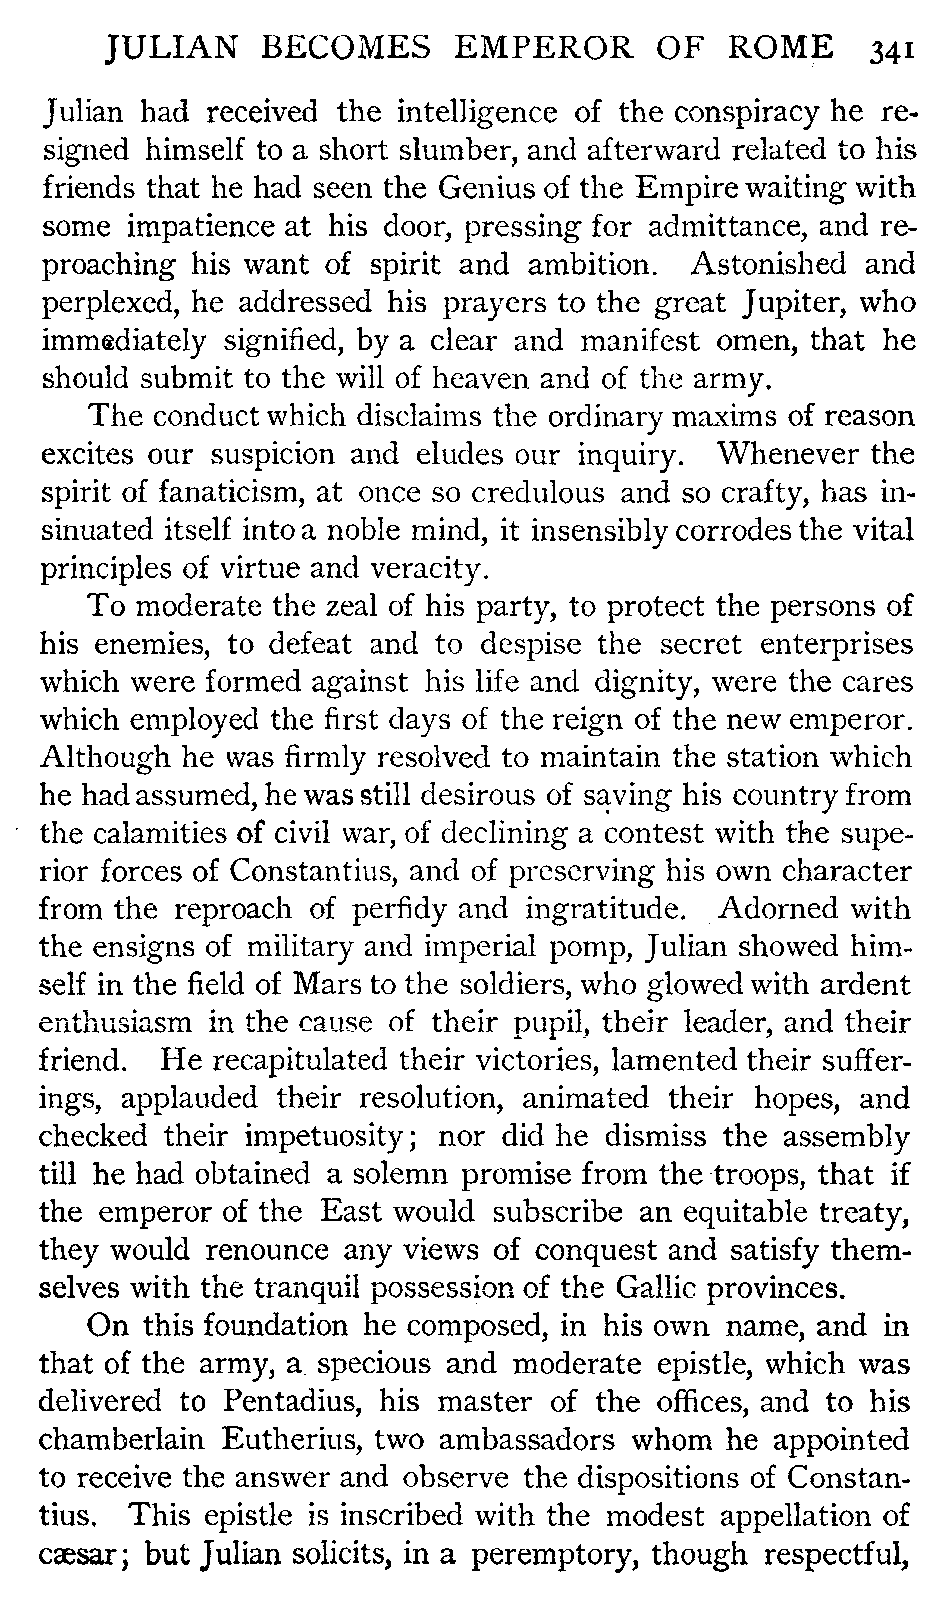 JULIAN BECOMES EMPEROR OF ROME 341
Julian had received the intelligence of the conspiracy he re-
signed himself to a short slumber, and afterward related to his
friends that he had seen the Genius of the Empire waiting with
some impatience at his door, pressing for admittance, and re-
proaching his want of spirit and ambition. Astonished and
perplexed, he addressed his prayers to the great Jupiter, who
immediately signified, by a clear and manifest omen, that he
should submit to the will of heaven and of the army.
The conduct which disclaims the ordinary maxims of reason
excites our suspicion and eludes our inquiry. Whenever the
spirit of fanaticism, at once so credulous and so crafty, has in-
sinuated itself into a noble mind, it insensibly corrodes the vital
principles of virtue and veracity.
To moderate the zeal of his party, to protect the persons of
his enemies, to defeat and to despise the secret enterprises
which were formed against his life and dignity, were the cares
which employed the first days of the reign of the new emperor.
Although he was firmly resolved to maintain the station which
he had assumed, he was still desirous of saving his country from
the calamities of civil war, of declining a contest with the supe-
rior forces of Constantius, and of preserving his own character
from the reproach of perfidy and ingratitude. Adorned with
the ensigns of military and imperial pomp, Julian showed him-
self in the field of Mars to the soldiers, who glowed with ardent
enthusiasm in the cause of their pupil, their leader, and their
friend. He recapitulated their victories, lamented their suffer-
ings, applauded their resolution, animated their hopes, and
checked their impetuosity; nor did he dismiss the assembly
till he had obtained a solemn promise from the troops, that if
the emperor of the East would subscribe an equitable treaty,
they would renounce any views of conquest and satisfy them-
selves with the tranquil possession of the Gallic provinces.
On this foundation he composed, in his own name, and in
that of the army, a specious and moderate epistle, which was
delivered to Pentadius, his master of the offices, and to his
chamberlain Eutherius, two ambassadors whom he appointed
to receive the answer and observe the dispositions of Constan-
tius. This epistle is inscribed with the modest appellation of
cæsar; but Julian solicits, in a peremptory, though respectful,